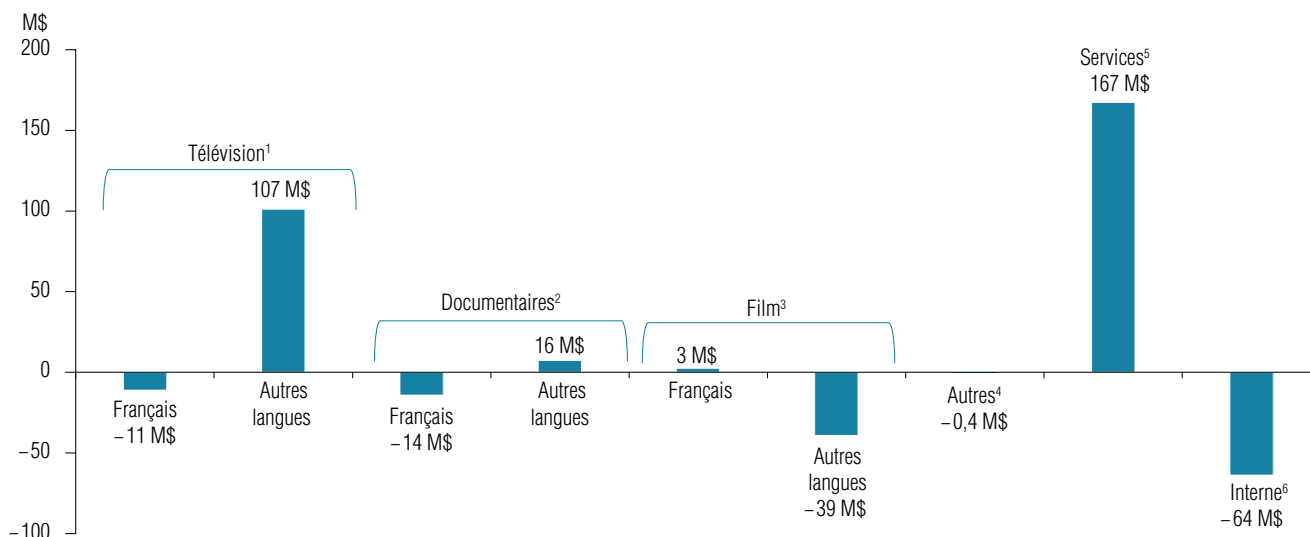 M$
200
150
100
50
0
−50
−100
Télévision¹
Français
−11 M$
107 M$
Autres
langues
Documentaires²
Français
−14 M$
16 M$
Autres
langues
Film³
3 M$
Français
Autres
langues
−39 M$
Autres⁴
−0,4 M$
Services⁵
167 M$
Interne⁶
−64 M$